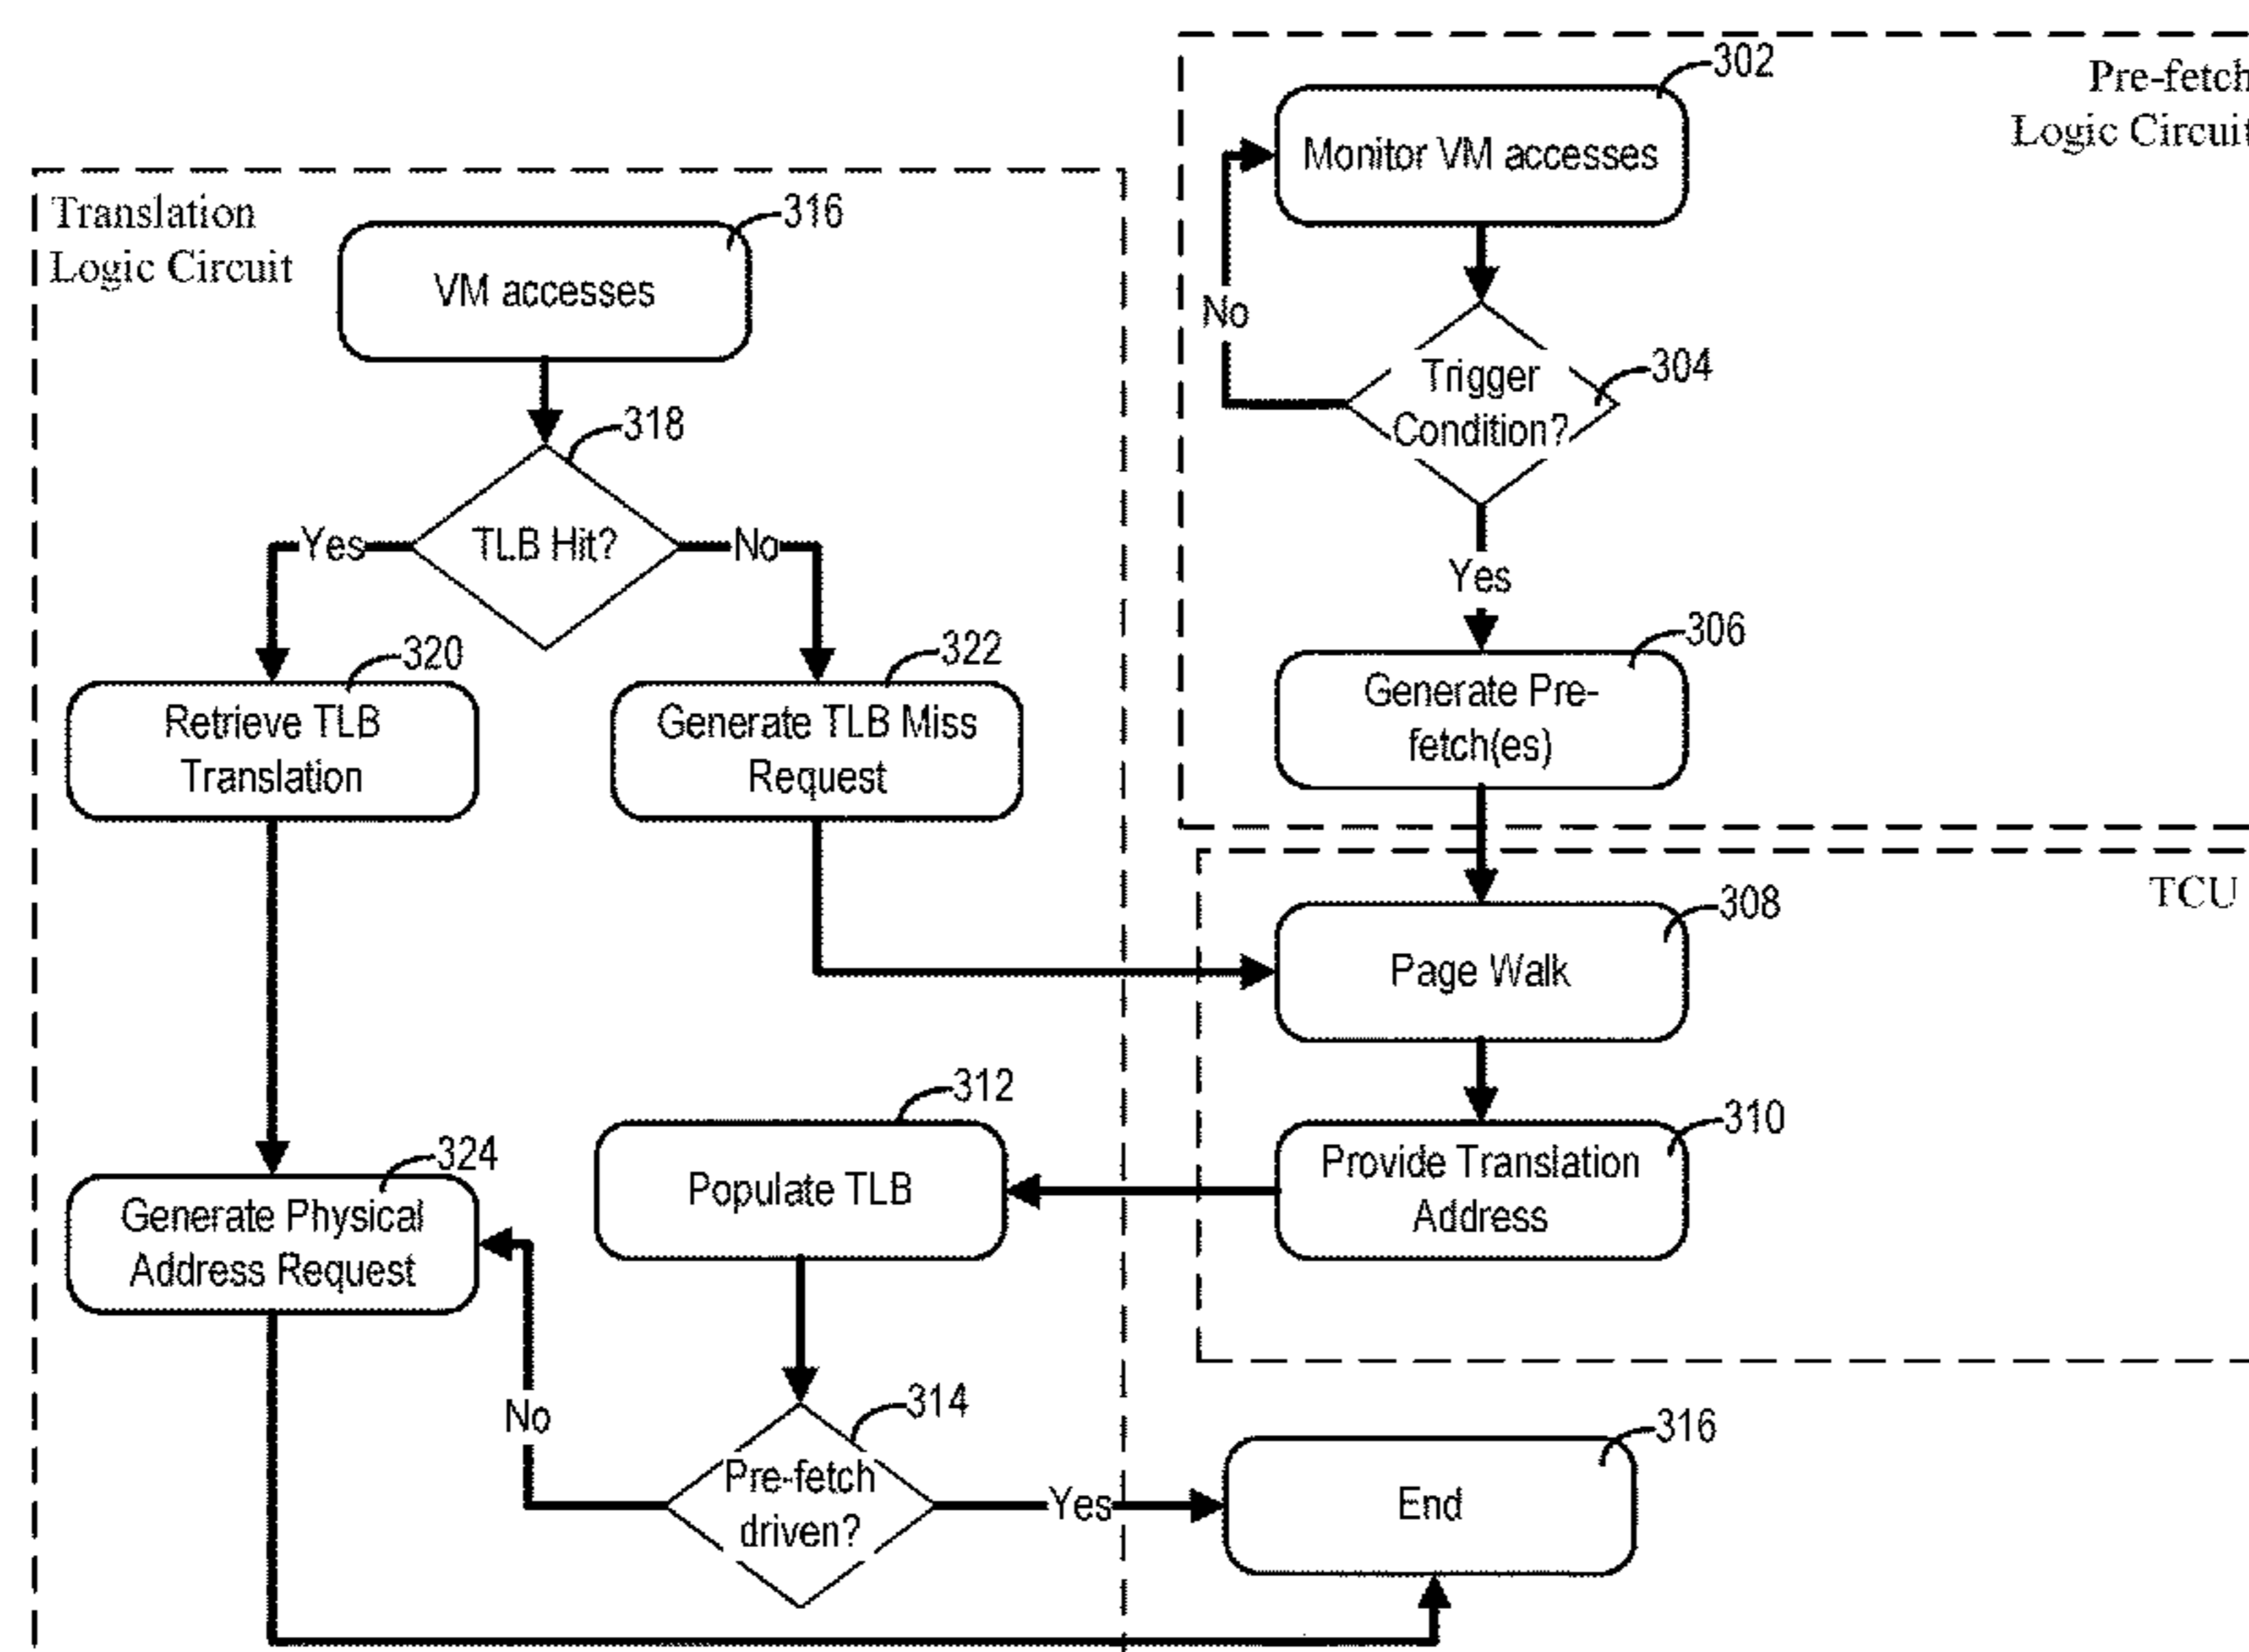 302
Pre-fetch
Logic Circuit
Monitor VM accesses
Translation
Logic Circuit
316
VM accesses
No
304
Trigger
Condition?
318
TLB Hit?
Yes
No
Yes
306
Generate Pre-
fetch(es)
320
Retrieve TLB
Translation
322
Generate TLB Miss
Request
TCU
308
Page Walk
312
Populate TLB
310
Provide Translation
Address
324
Generate Physical
Address Request
No
314
Pre-fetch
driven?
Yes
316
End